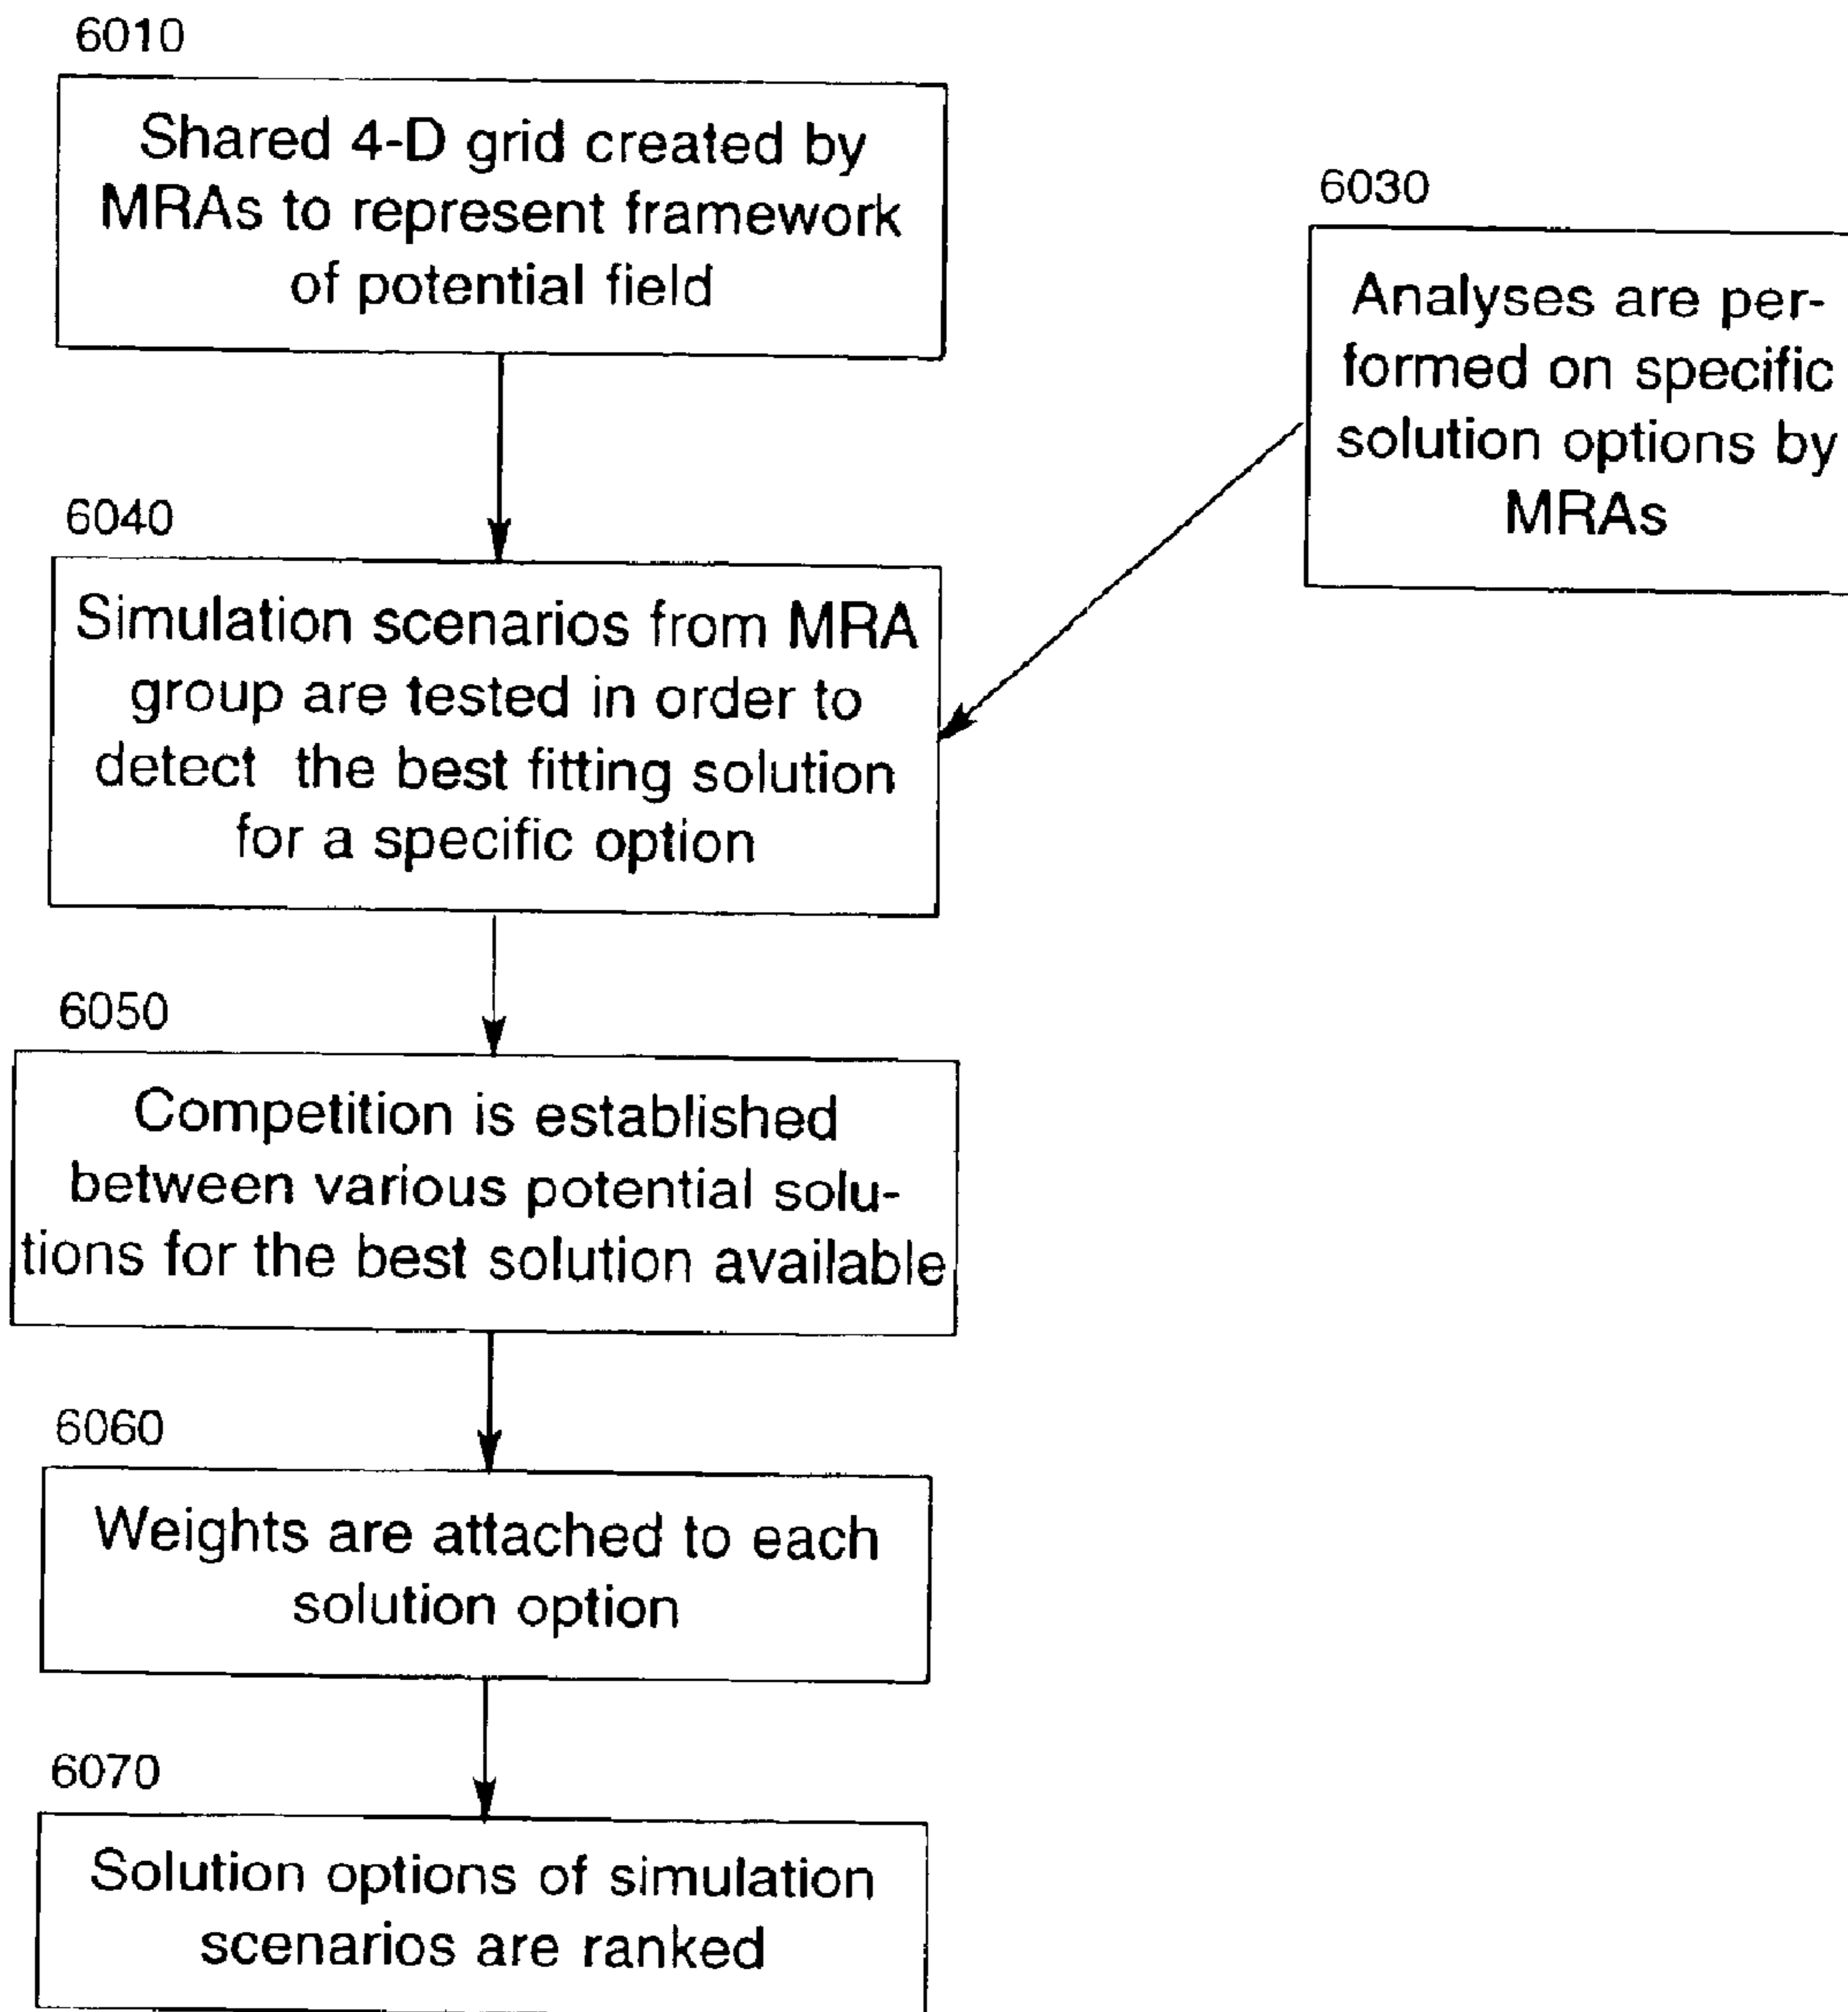 6010
Shared 4-D grid created by
MRAs to represent framework
of potential field
6030
Analyses are per-
formed on specific
solution options by
MRAs
6040
Simulation scenarios from MRA
group are tested in order to
detect the best fitting solution
for a specific option
6050
Competition is established
between various potential solu-
tions for the best solution available
6060
Weights are attached to each
solution option
6070
Solution options of simulation
scenarios are ranked